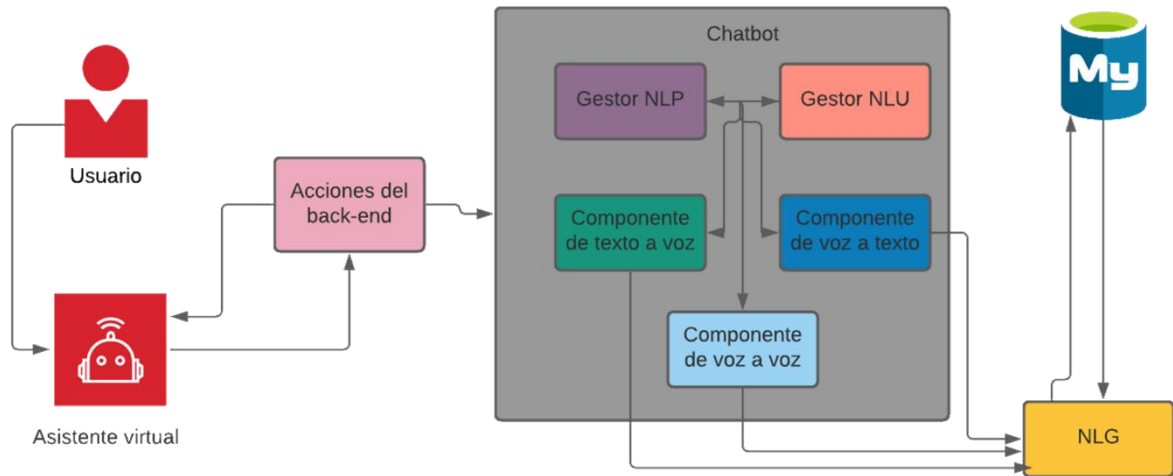 Chatbot
My
Gestor NLP
Gestor NLU
Usuario
Acciones del
back-end
Componente
de texto a voz
Componente
de voz a texto
Componente
de voz a voz
Asistente virtual
NLG